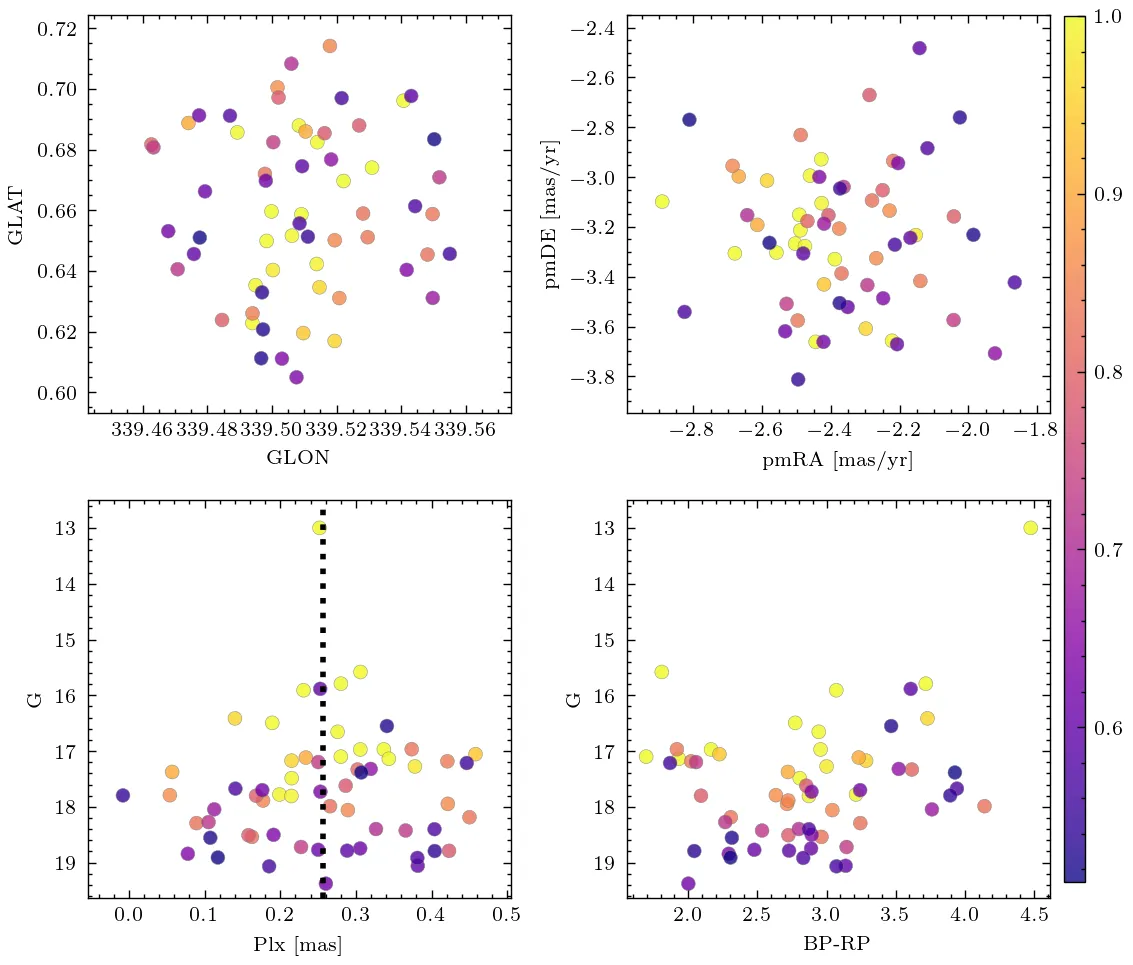 0.72
0.70
0.68
0.66
0.64
0.62
0.60
GLAT
339.46 339.48 339.50 339.52 339.54 339.56
GLON
−2.4
−2.6
−2.8
−3.0
−3.2
−3.4
−3.6
−3.8
pmDE [mas/yr]
−2.8 −2.6 −2.4 −2.2 −2.0 −1.8
pmRA [mas/yr]
13
14
15
16
17
18
19
G
0.0 0.1 0.2 0.3 0.4 0.5
Plx [mas]
13
14
15
16
17
18
19
G
2.0 2.5 3.0 3.5 4.0 4.5
BP-RP
1.0
0.9
0.8
0.7
0.6